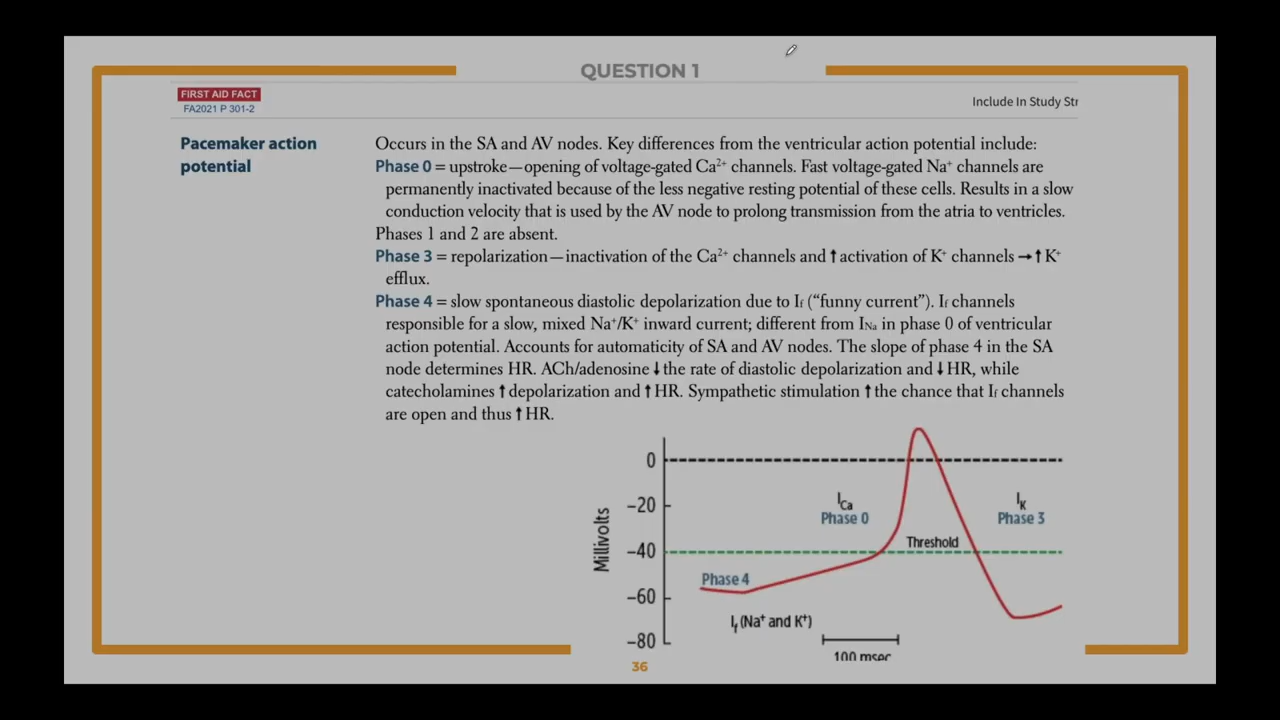 QUESTION 1
FIRST AID FACT
FA2021 P 301-2
Include In Study Str
Pacemaker action
potential
Occurs in the SA and AV nodes. Key differences from the ventricular action potential include:
Phase 0 = upstroke—opening of voltage-gated Ca²⁺ channels. Fast voltage-gated Na⁺ channels are
permanently inactivated because of the less negative resting potential of these cells. Results in a slow
conduction velocity that is used by the AV node to prolong transmission from the atria to ventricles.
Phases 1 and 2 are absent.
Phase 3 = repolarization—inactivation of the Ca²⁺ channels and ↑ activation of K⁺ channels → ↑ K⁺
efflux.
Phase 4 = slow spontaneous diastolic depolarization due to If (“funny current”). If channels
responsible for a slow, mixed Na⁺/K⁺ inward current; different from INa in phase 0 of ventricular
action potential. Accounts for automaticity of SA and AV nodes. The slope of phase 4 in the SA
node determines HR. ACh/adenosine ↓ the rate of diastolic depolarization and ↓ HR, while
catecholamines ↑ depolarization and ↑ HR. Sympathetic stimulation ↑ the chance that If channels
are open and thus ↑ HR.
Millivolts
0
−20
−40
−60
−80
ICa
Phase 0
IK
Phase 3
Threshold
Phase 4
If (Na⁺ and K⁺)
100 msec
36